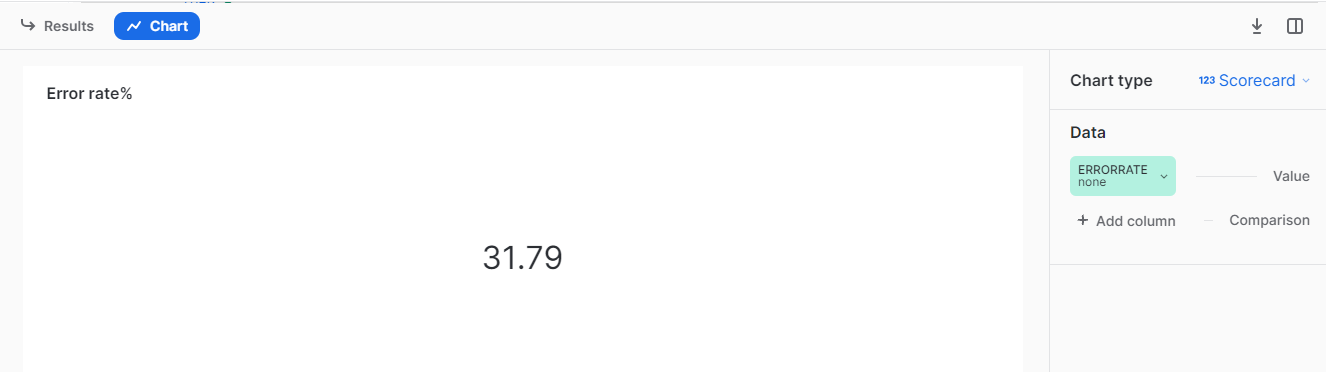 Results
Chart
Error rate%
31.79
Chart type
123 Scorecard
Data
ERRORRATE
none
Value
+ Add column
Comparison